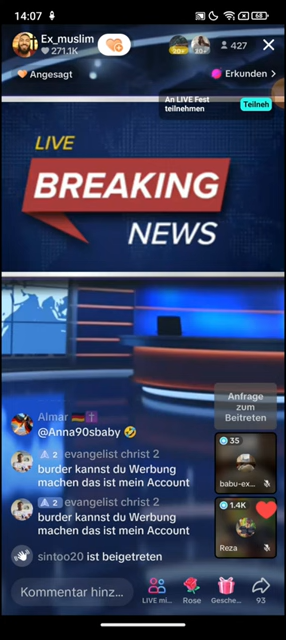 14:07
68
Ex_muslim
271.1K
20+
30+
427
Angesagt
Erkunden >
An LIVE Fest
teilnehmen
Teilneh
LIVE
BREAKING
NEWS
Anfrage
zum
Beitreten
Almar 🇩🇪✝️
@Anna90sbaby 🤣
2 evangelist christ 2
burder kannst du Werbung
machen das ist mein Account
2 evangelist christ 2
burder kannst du Werbung
machen das ist mein Account
sintoo20 ist beigetreten
35
babu-ex...
1.4K
Reza
Kommentar hinz...
LIVE mi...
Rose
Gesche...
93